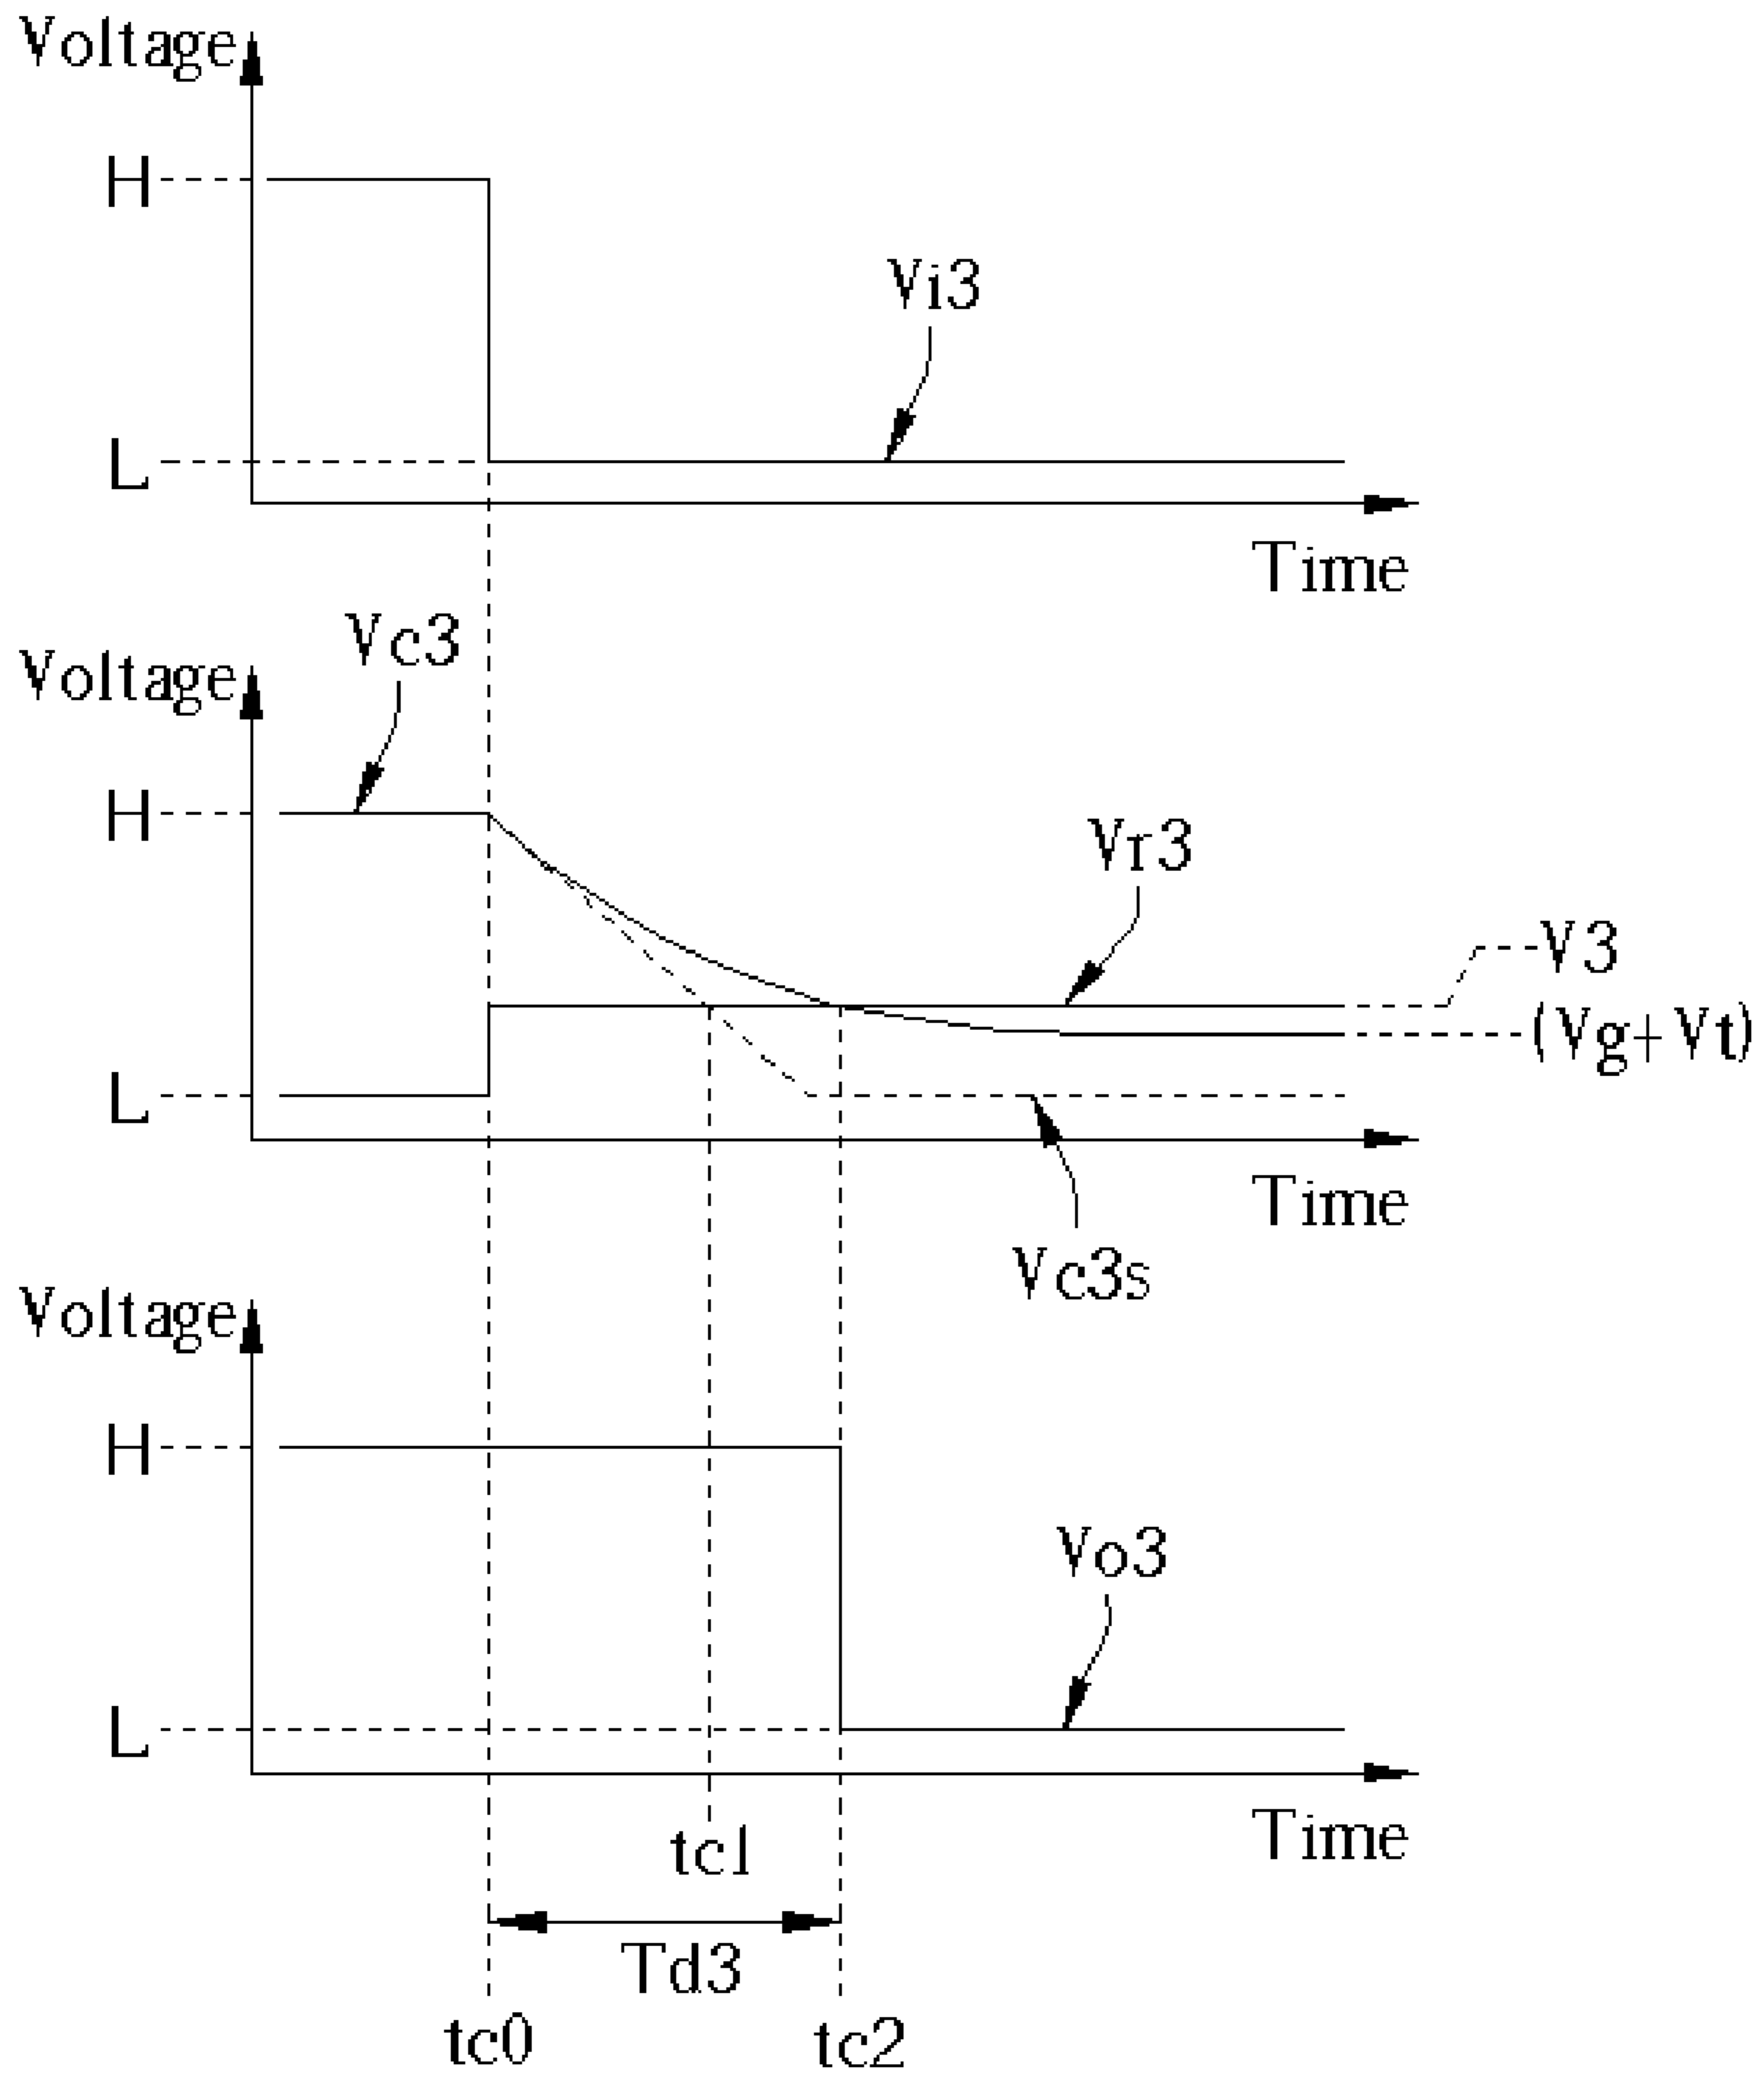 Voltage
H
Vi3
L
Time
Vc3
Voltage
H
Vr3
V3
(Vg+Vt)
L
Time
Vc3s
Voltage
H
Vo3
L
Time
tc1
Td3
tc0
tc2